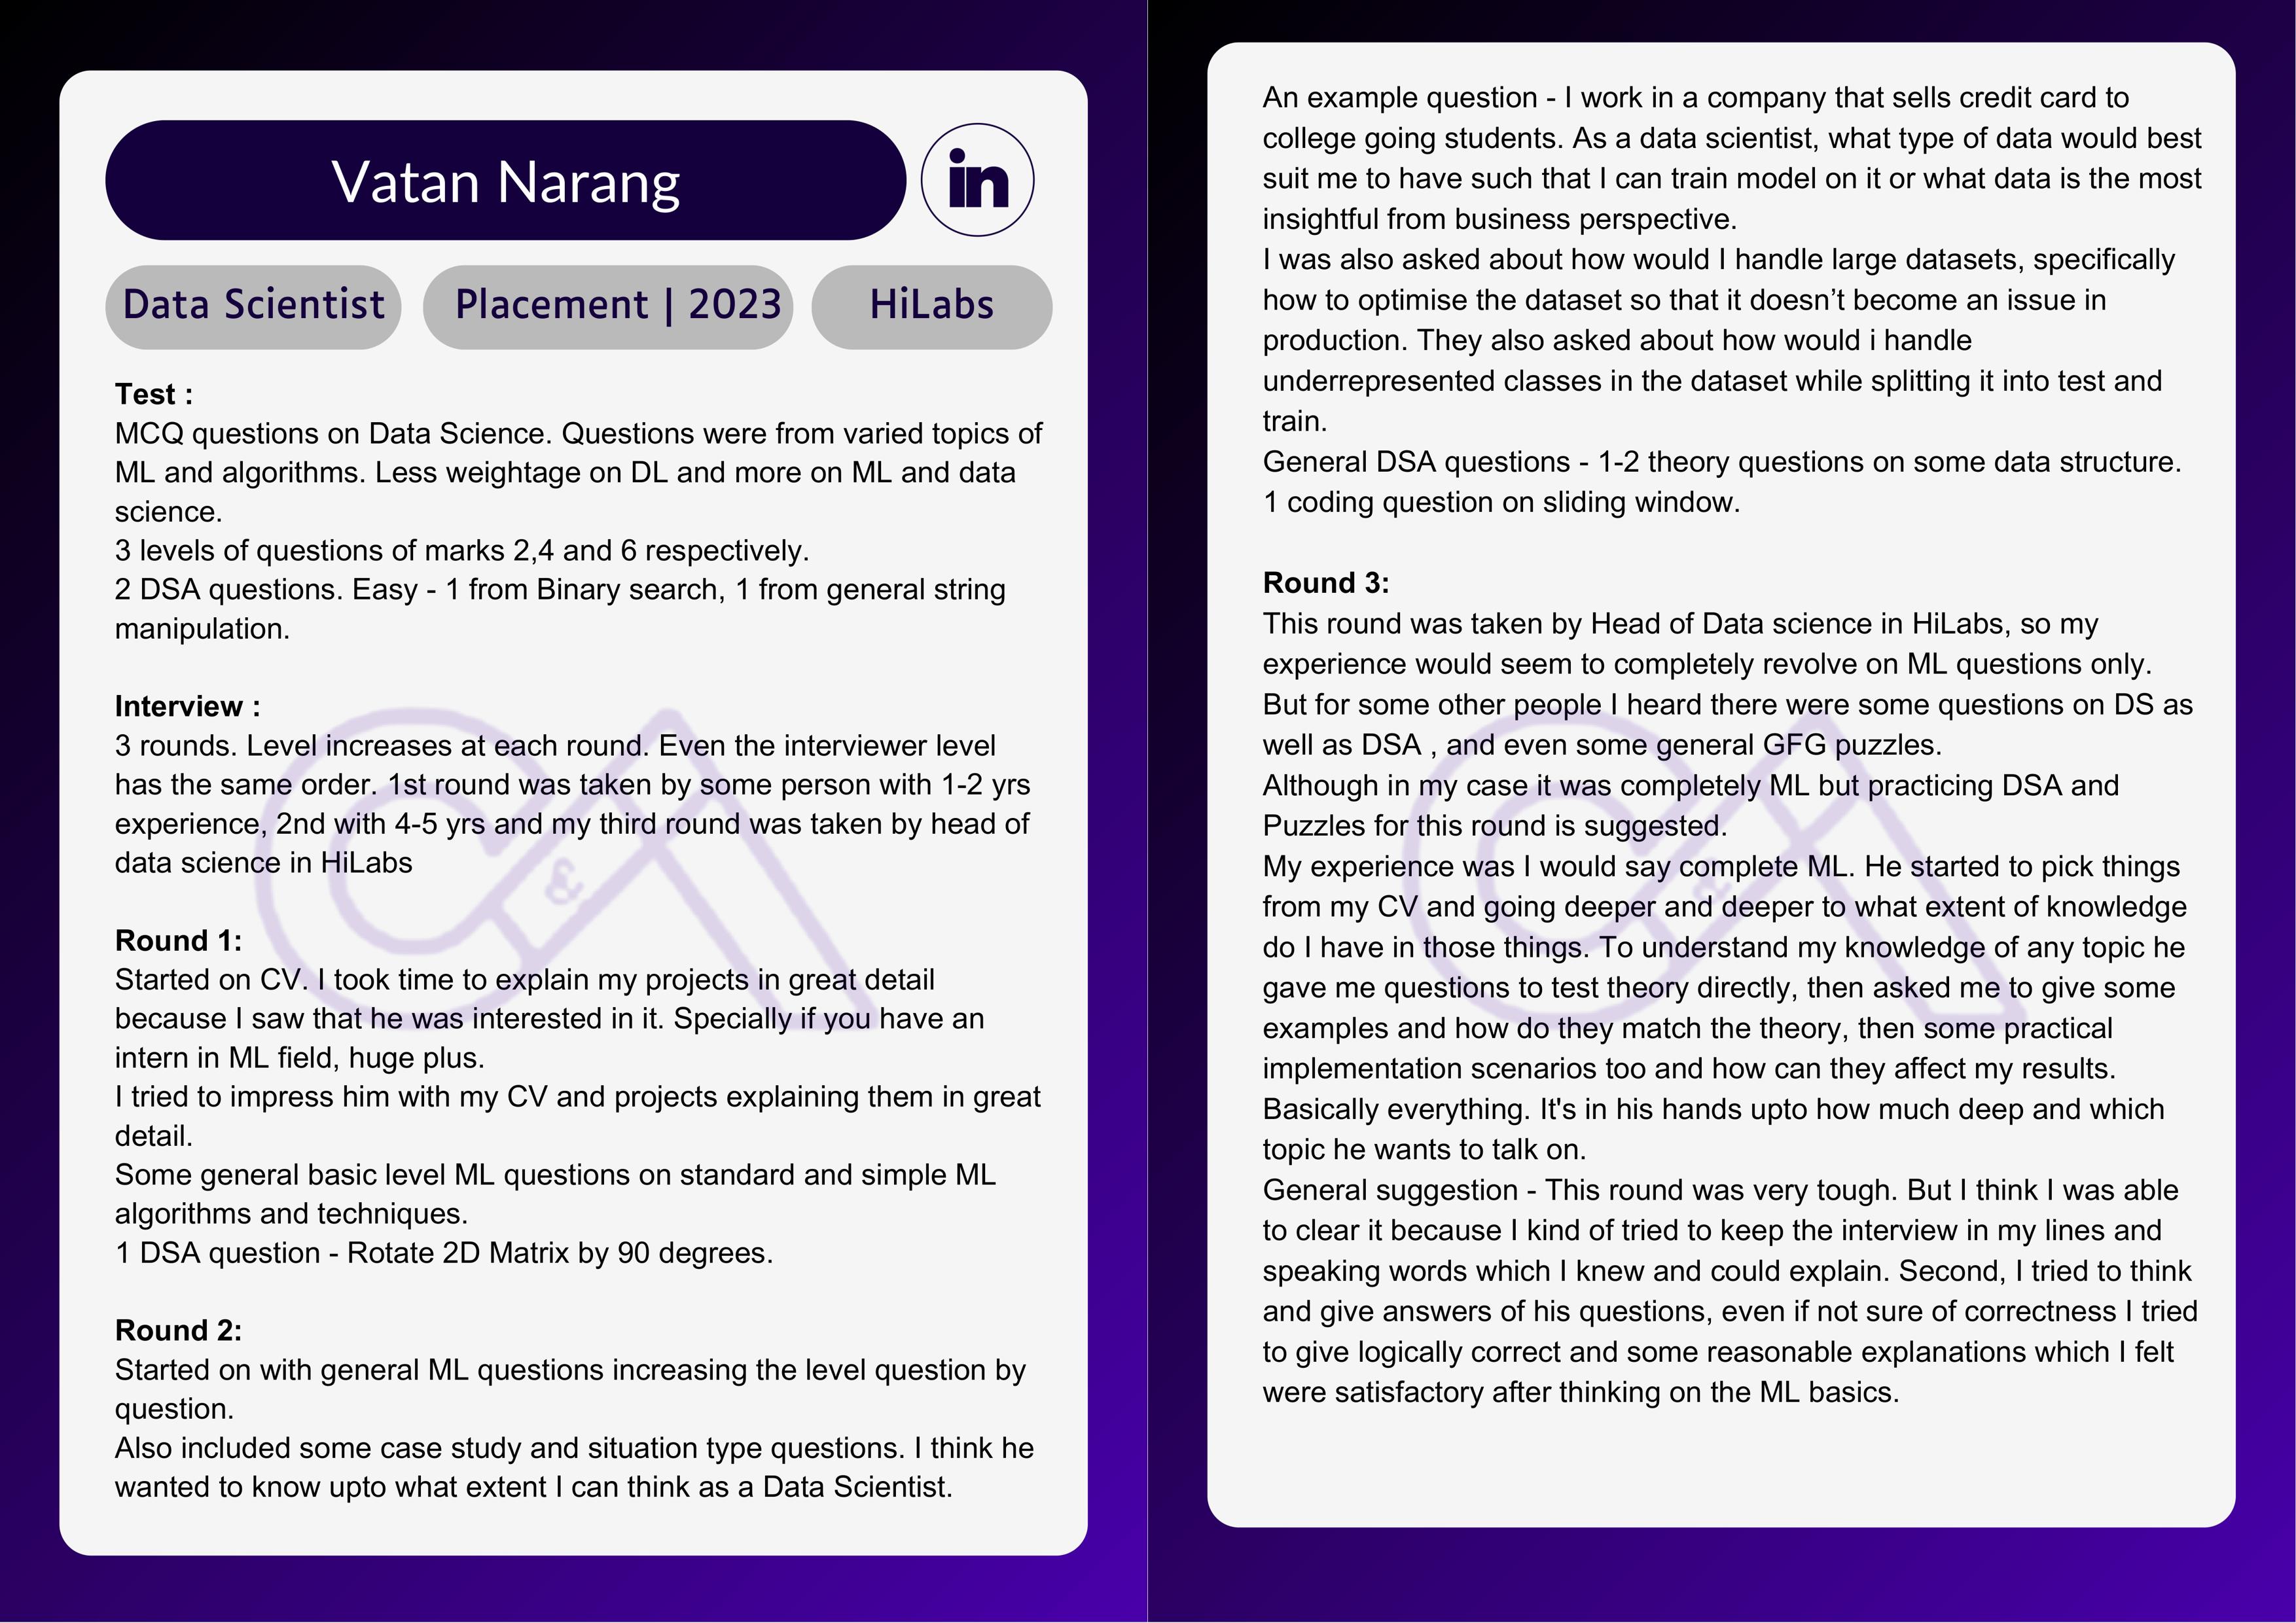 Vatan Narang
in
Data Scientist
Placement | 2023
HiLabs
Test :
MCQ questions on Data Science. Questions were from varied topics of
ML and algorithms. Less weightage on DL and more on ML and data
science.
3 levels of questions of marks 2,4 and 6 respectively.
2 DSA questions. Easy - 1 from Binary search, 1 from general string
manipulation.
Interview :
3 rounds. Level increases at each round. Even the interviewer level
has the same order. 1st round was taken by some person with 1-2 yrs
experience, 2nd with 4-5 yrs and my third round was taken by head of
data science in HiLabs
Round 1:
Started on CV. I took time to explain my projects in great detail
because I saw that he was interested in it. Specially if you have an
intern in ML field, huge plus.
I tried to impress him with my CV and projects explaining them in great
detail.
Some general basic level ML questions on standard and simple ML
algorithms and techniques.
1 DSA question - Rotate 2D Matrix by 90 degrees.
Round 2:
Started on with general ML questions increasing the level question by
question.
Also included some case study and situation type questions. I think he
wanted to know upto what extent I can think as a Data Scientist.
An example question - I work in a company that sells credit card to
college going students. As a data scientist, what type of data would best
suit me to have such that I can train model on it or what data is the most
insightful from business perspective.
I was also asked about how would I handle large datasets, specifically
how to optimise the dataset so that it doesn’t become an issue in
production. They also asked about how would i handle
underrepresented classes in the dataset while splitting it into test and
train.
General DSA questions - 1-2 theory questions on some data structure.
1 coding question on sliding window.
Round 3:
This round was taken by Head of Data science in HiLabs, so my
experience would seem to completely revolve on ML questions only.
But for some other people I heard there were some questions on DS as
well as DSA , and even some general GFG puzzles.
Although in my case it was completely ML but practicing DSA and
Puzzles for this round is suggested.
My experience was I would say complete ML. He started to pick things
from my CV and going deeper and deeper to what extent of knowledge
do I have in those things. To understand my knowledge of any topic he
gave me questions to test theory directly, then asked me to give some
examples and how do they match the theory, then some practical
implementation scenarios too and how can they affect my results.
Basically everything. It's in his hands upto how much deep and which
topic he wants to talk on.
General suggestion - This round was very tough. But I think I was able
to clear it because I kind of tried to keep the interview in my lines and
speaking words which I knew and could explain. Second, I tried to think
and give answers of his questions, even if not sure of correctness I tried
to give logically correct and some reasonable explanations which I felt
were satisfactory after thinking on the ML basics.